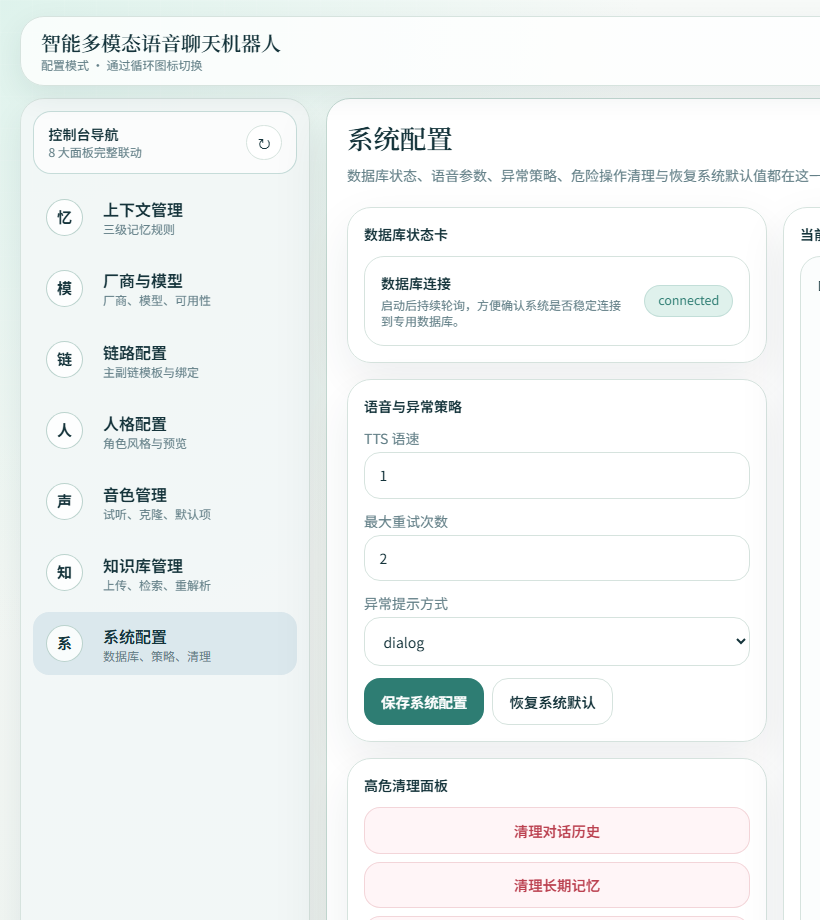 智能多模态语音聊天机器人
配置模式 • 通过循环图标切换
控制台导航
8 大面板完整联动
↻
忆
上下文管理
三级记忆规则
模
厂商与模型
厂商、模型、可用性
链
链路配置
主副链模板与绑定
人
人格配置
角色风格与预览
声
音色管理
试听、克隆、默认项
知
知识库管理
上传、检索、重解析
系
系统配置
数据库、策略、清理
系统配置
数据库状态、语音参数、异常策略、危险操作清理与恢复系统默认值都在这一
数据库状态卡
数据库连接
启动后持续轮询，方便确认系统是否稳定连接
到专用数据库。
connected
当前
语音与异常策略
TTS 语速
1
最大重试次数
2
异常提示方式
dialog
保存系统配置
恢复系统默认
高危清理面板
清理对话历史
清理长期记忆